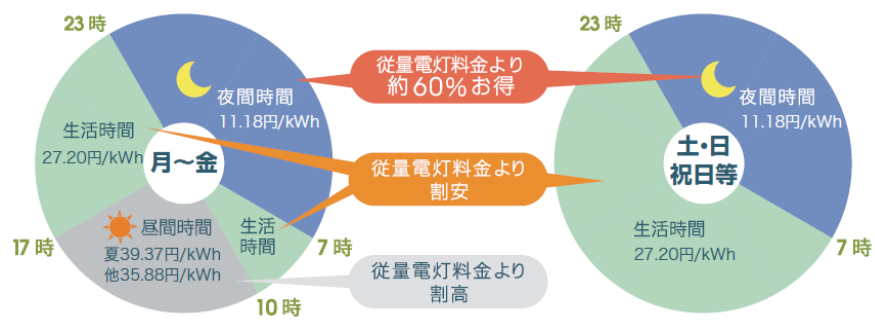 23時
夜間時間
11.18円/kWh
生活時間
27.20円/kWh
月〜金
昼間時間
夏39.37円/kWh
他35.88円/kWh
生活
時間
17時
7時
10時
従量電灯料金より
約60%お得
従量電灯料金より
割安
従量電灯料金より
割高
23時
夜間時間
11.18円/kWh
土・日
祝日等
生活時間
27.20円/kWh
7時